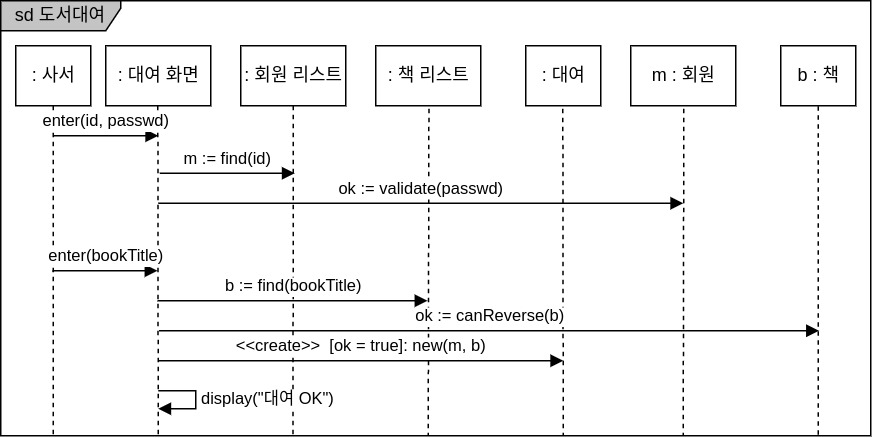 sd 도서대여
: 사서
: 대여 화면
: 회원 리스트
: 책 리스트
: 대여
m : 회원
b : 책
enter(id, passwd)
m := find(id)
ok := validate(passwd)
enter(bookTitle)
b := find(bookTitle)
ok := canReverse(b)
<<create>>  [ok = true]: new(m, b)
display("대여 OK")